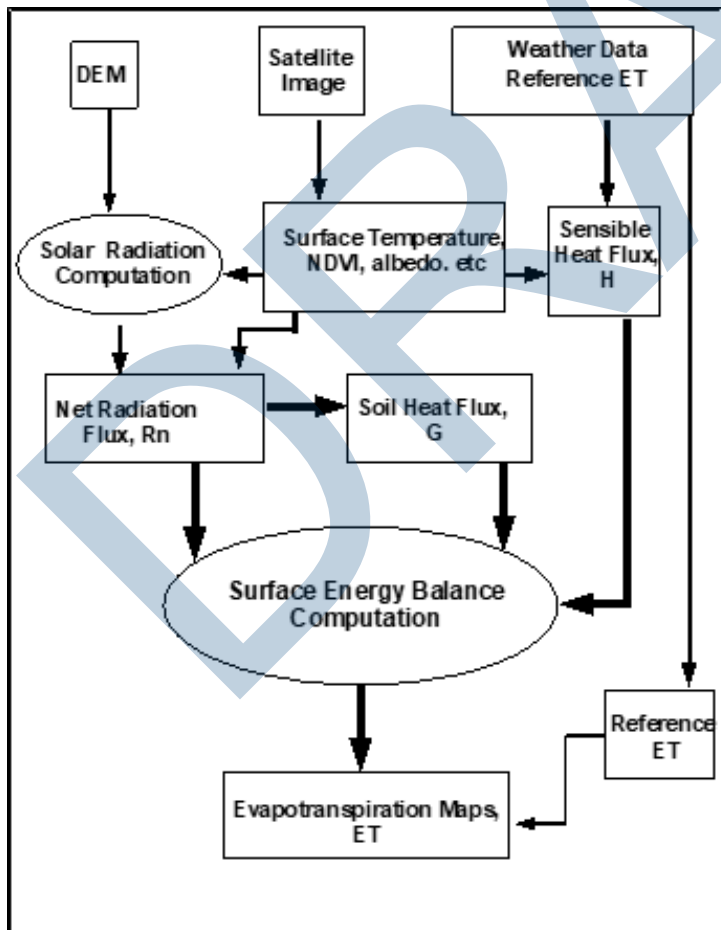 DEM
Satellite
Image
Weather Data
Reference ET
Solar Radiation
Computation
Surface Temperature,
NDVI, albedo. etc
Sensible
Heat Flux,
H
Net Radiation
Flux, Rn
Soil Heat Flux,
G
Surface Energy Balance
Computation
Reference
ET
Evapotranspiration Maps,
ET
DRA